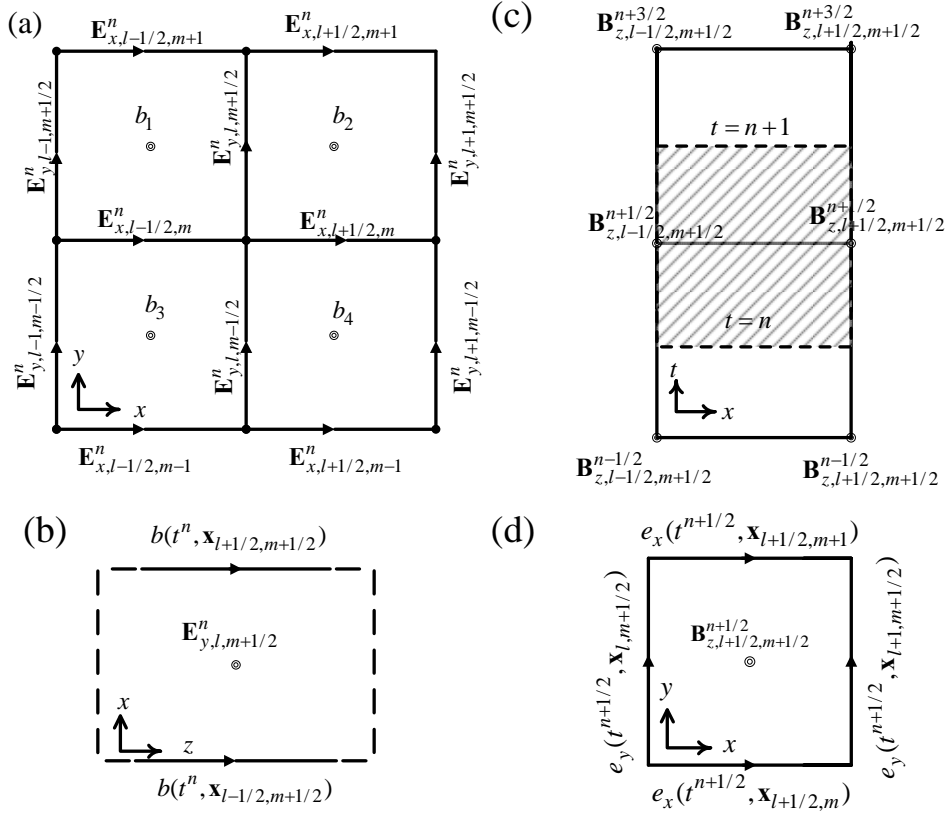 (a)
E^n_{x,l−1/2,m+1}
E^n_{x,l+1/2,m+1}
E^n_{y,l−1,m+1/2}
b_1
E^n_{y,l,m+1/2}
b_2
E^n_{y,l+1,m+1/2}
E^n_{x,l−1/2,m}
E^n_{x,l+1/2,m}
E^n_{y,l−1,m−1/2}
b_3
E^n_{y,l,m−1/2}
b_4
E^n_{y,l+1,m−1/2}
y
x
E^n_{x,l−1/2,m−1}
E^n_{x,l+1/2,m−1}
(b)
b(t^n, x_{l+1/2,m+1/2})
E^n_{y,l,m+1/2}
x
z
b(t^n, x_{l−1/2,m+1/2})
(c)
B^{n+3/2}_{z,l−1/2,m+1/2}
B^{n+3/2}_{z,l+1/2,m+1/2}
t = n+1
B^{n+1/2}_{z,l−1/2,m+1/2}
B^{n+1/2}_{z,l+1/2,m+1/2}
t = n
t
x
B^{n−1/2}_{z,l−1/2,m+1/2}
B^{n−1/2}_{z,l+1/2,m+1/2}
(d)
e_x(t^{n+1/2}, x_{l+1/2,m+1})
e_y(t^{n+1/2}, x_{l,m+1/2})
B^{n+1/2}_{z,l+1/2,m+1/2}
e_y(t^{n+1/2}, x_{l+1,m+1/2})
y
x
e_x(t^{n+1/2}, x_{l+1/2,m})